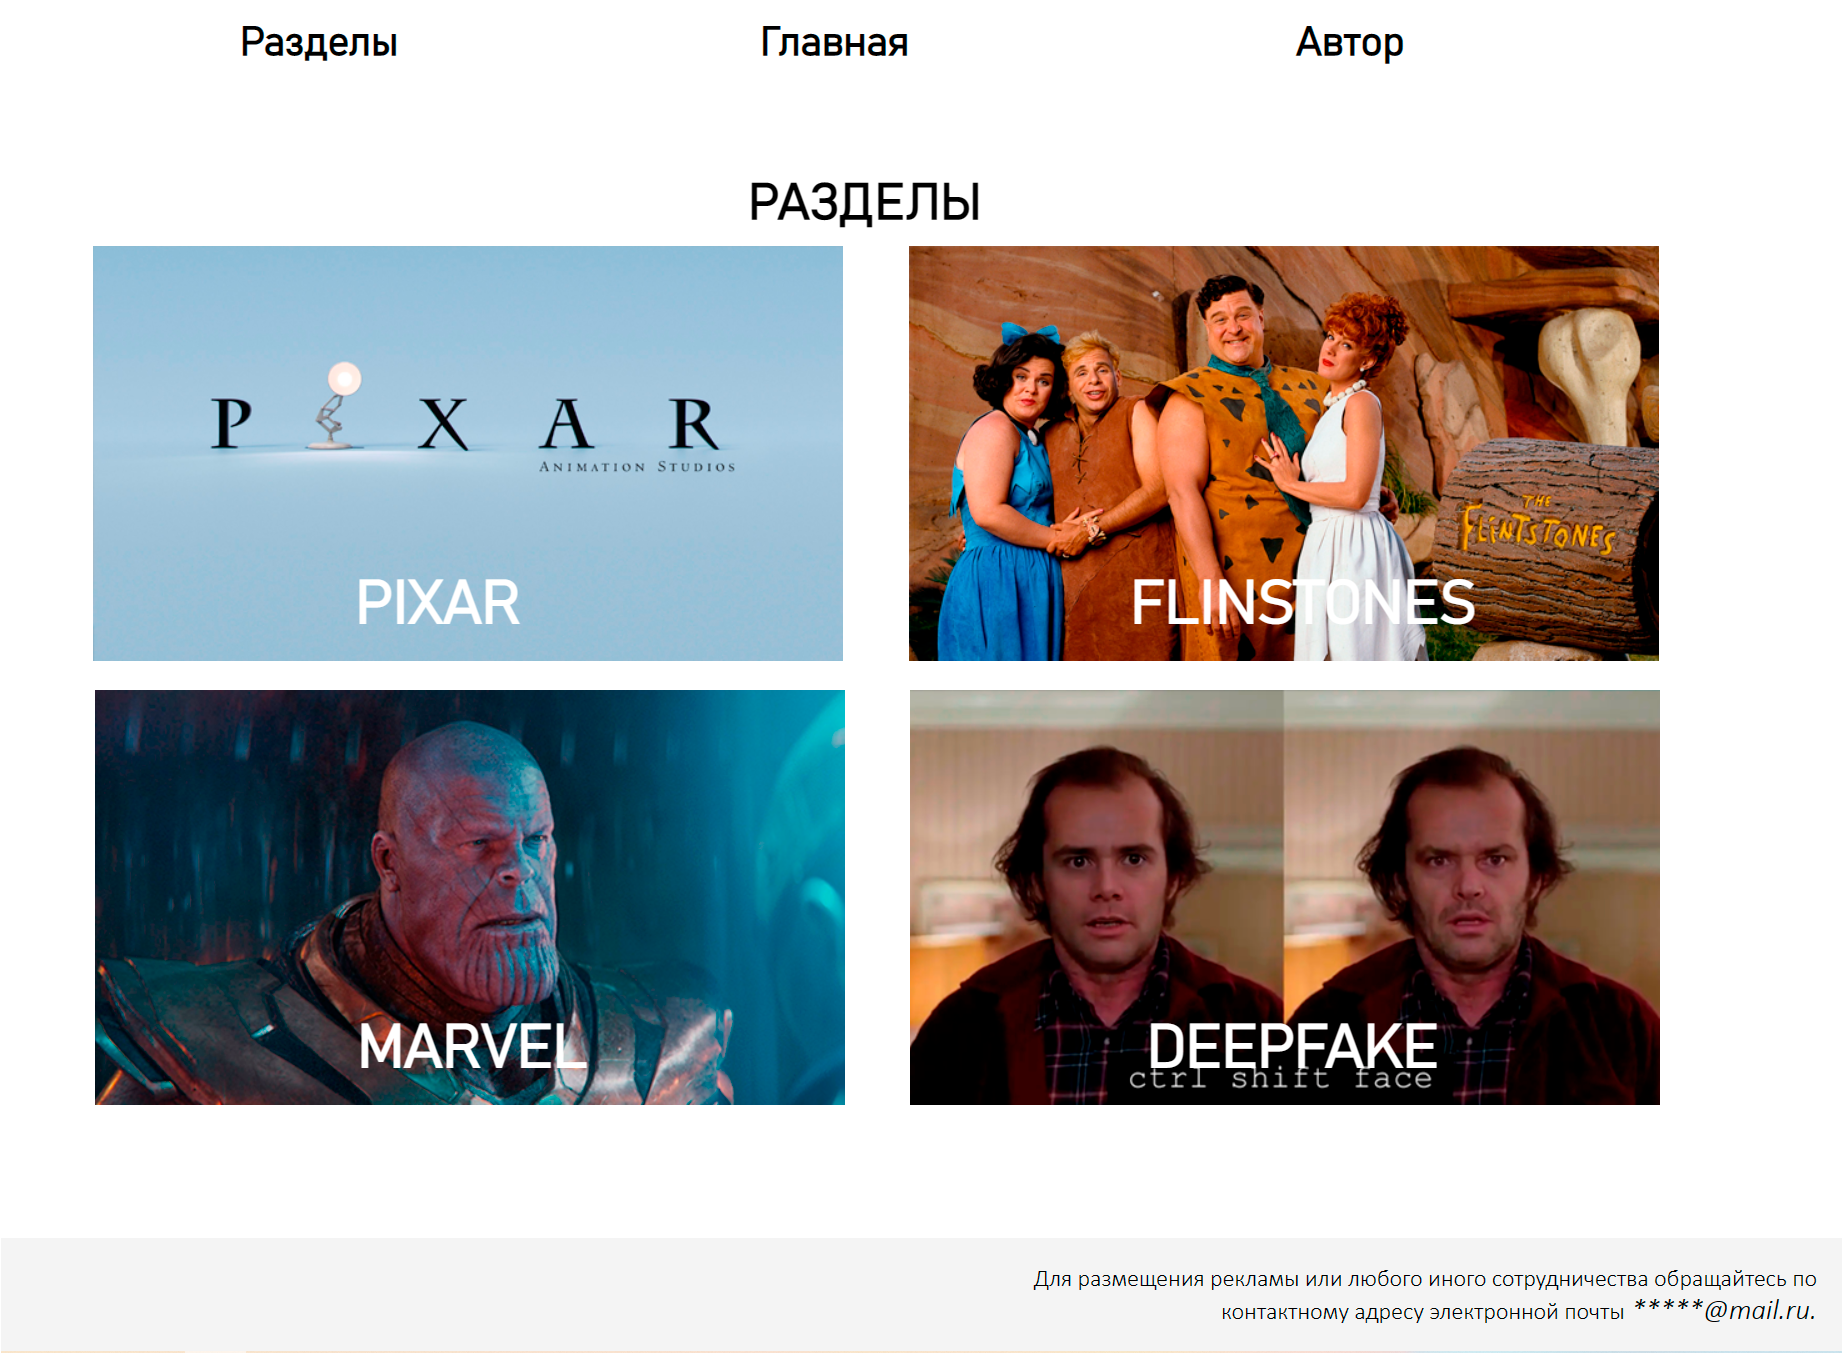 Разделы Главная Автор
РАЗДЕЛЫ
P X A R
ANIMATION STUDIOS
PIXAR
THE
FLINTSTONES
FLINSTONES
MARVEL
DEEPFAKE
ctrl shift face
Для размещения рекламы или любого иного сотрудничества обращайтесь по
контактному адресу электронной почты *****@mail.ru.